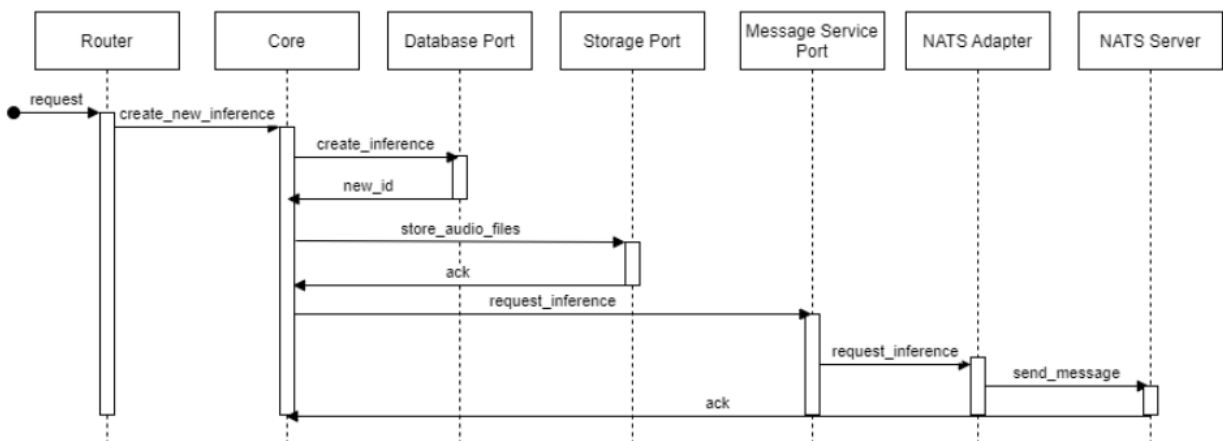 Router
Core
Database Port
Storage Port
Message Service
Port
NATS Adapter
NATS Server
request
create_new_inference
create_inference
new_id
store_audio_files
ack
request_inference
request_inference
send_message
ack